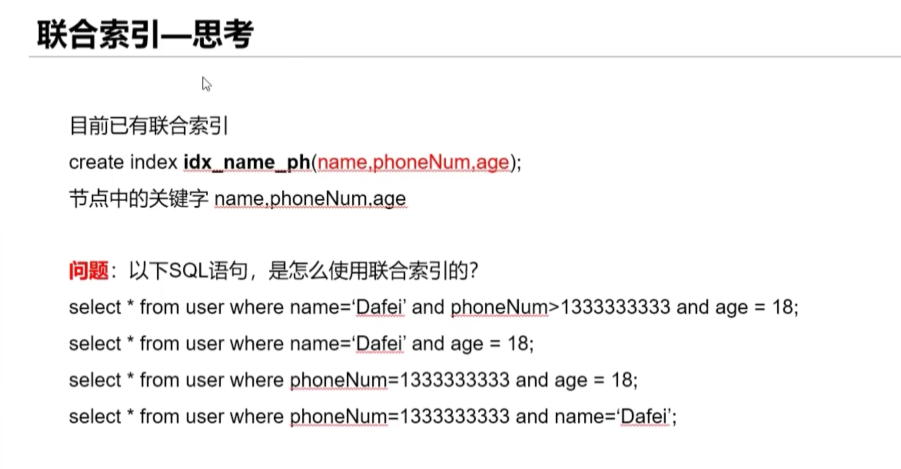 联合索引—思考
目前已有联合索引
create index idx_name_ph(name,phoneNum,age);
节点中的关键字 name,phoneNum,age
问题：以下SQL语句，是怎么使用联合索引的？
select * from user where name=‘Dafei’ and phoneNum>1333333333 and age = 18;
select * from user where name=‘Dafei’ and age = 18;
select * from user where phoneNum=1333333333 and age = 18;
select * from user where phoneNum=1333333333 and name=‘Dafei’;